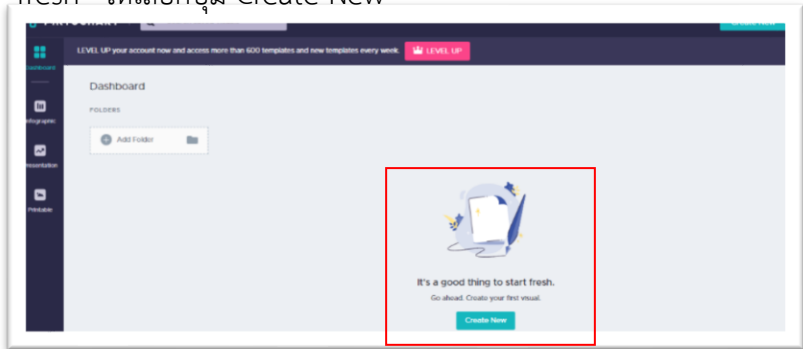 fresh" ให้เลือกปุ่ม Create New
PIKTOCHART
Create New
LEVEL UP your account now and access more than 600 templates and new templates every week.
LEVEL UP
Dashboard
Dashboard
FOLDERS
Infographic
Add Folder
Presentation
Printable
It's a good thing to start fresh.
Go ahead. Create your first visual.
Create New